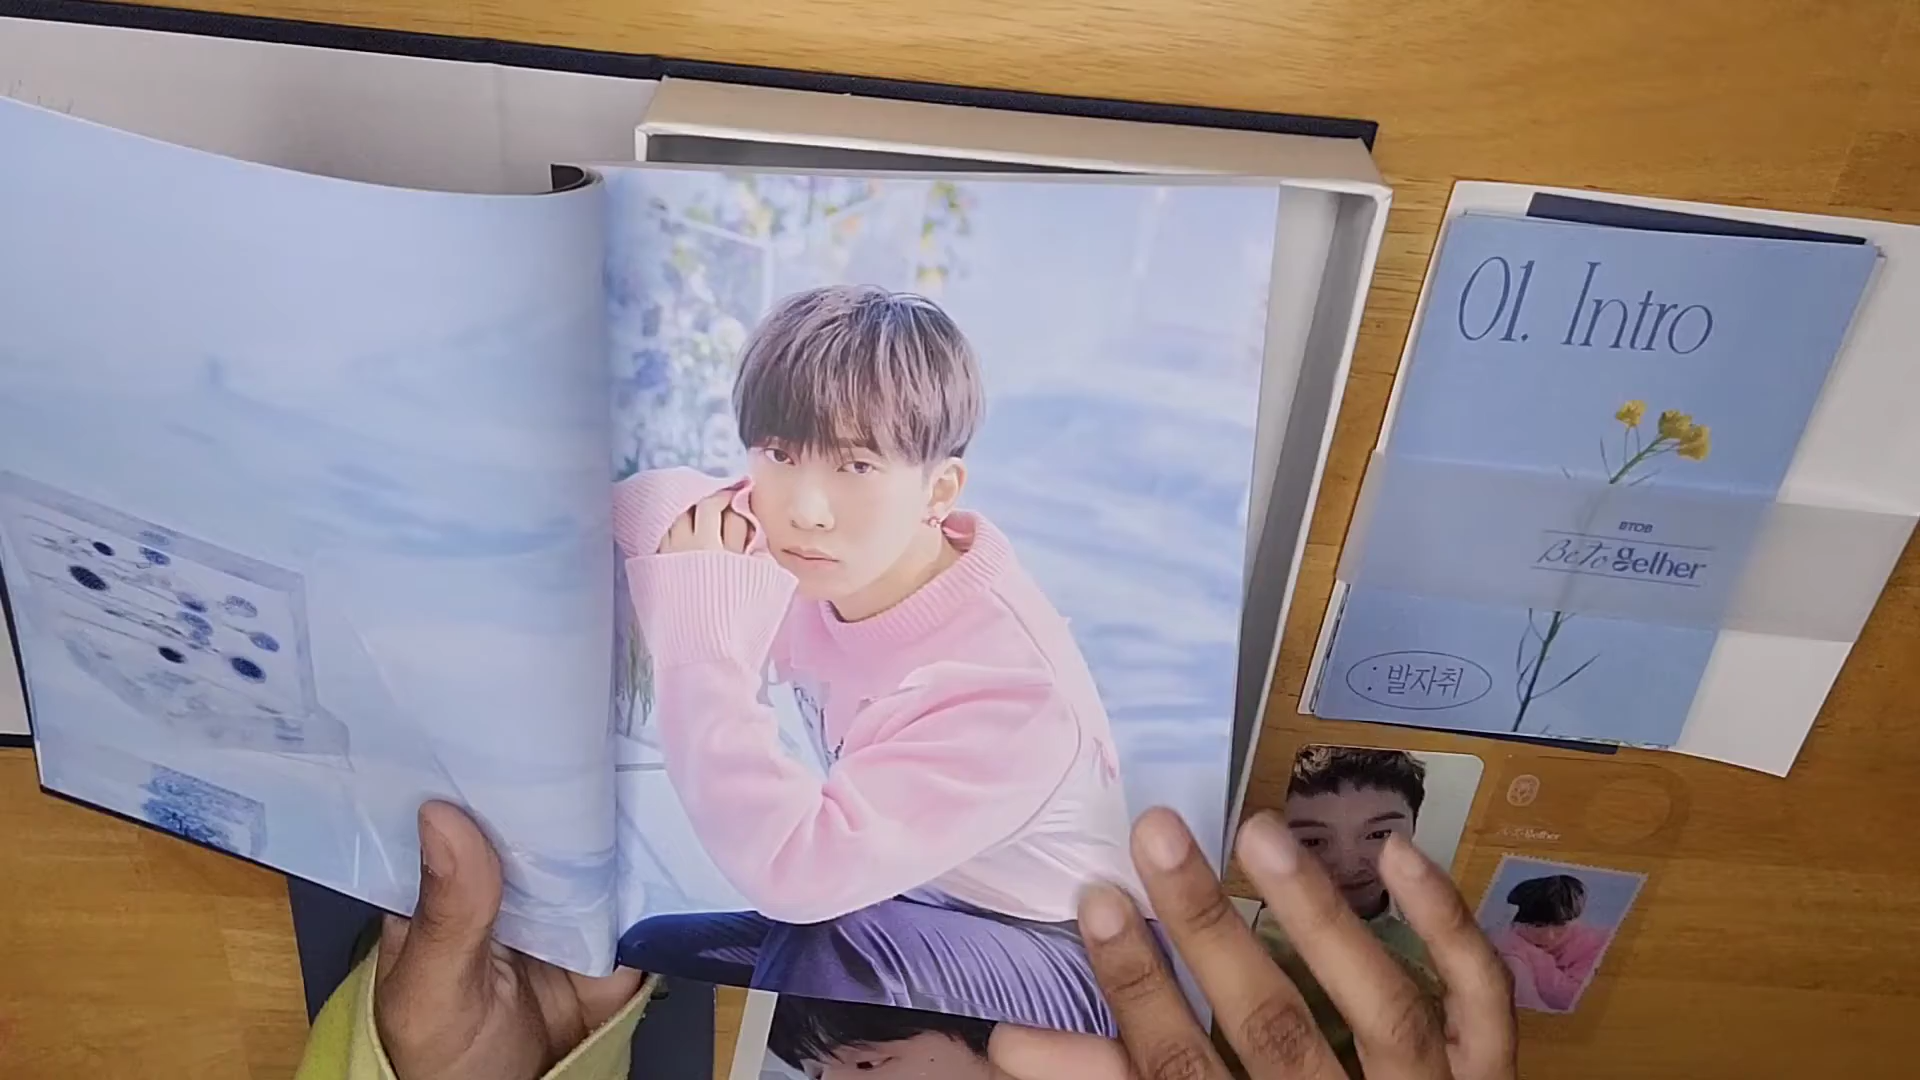 01. Intro
BTOB
Be To gether
: 발자취